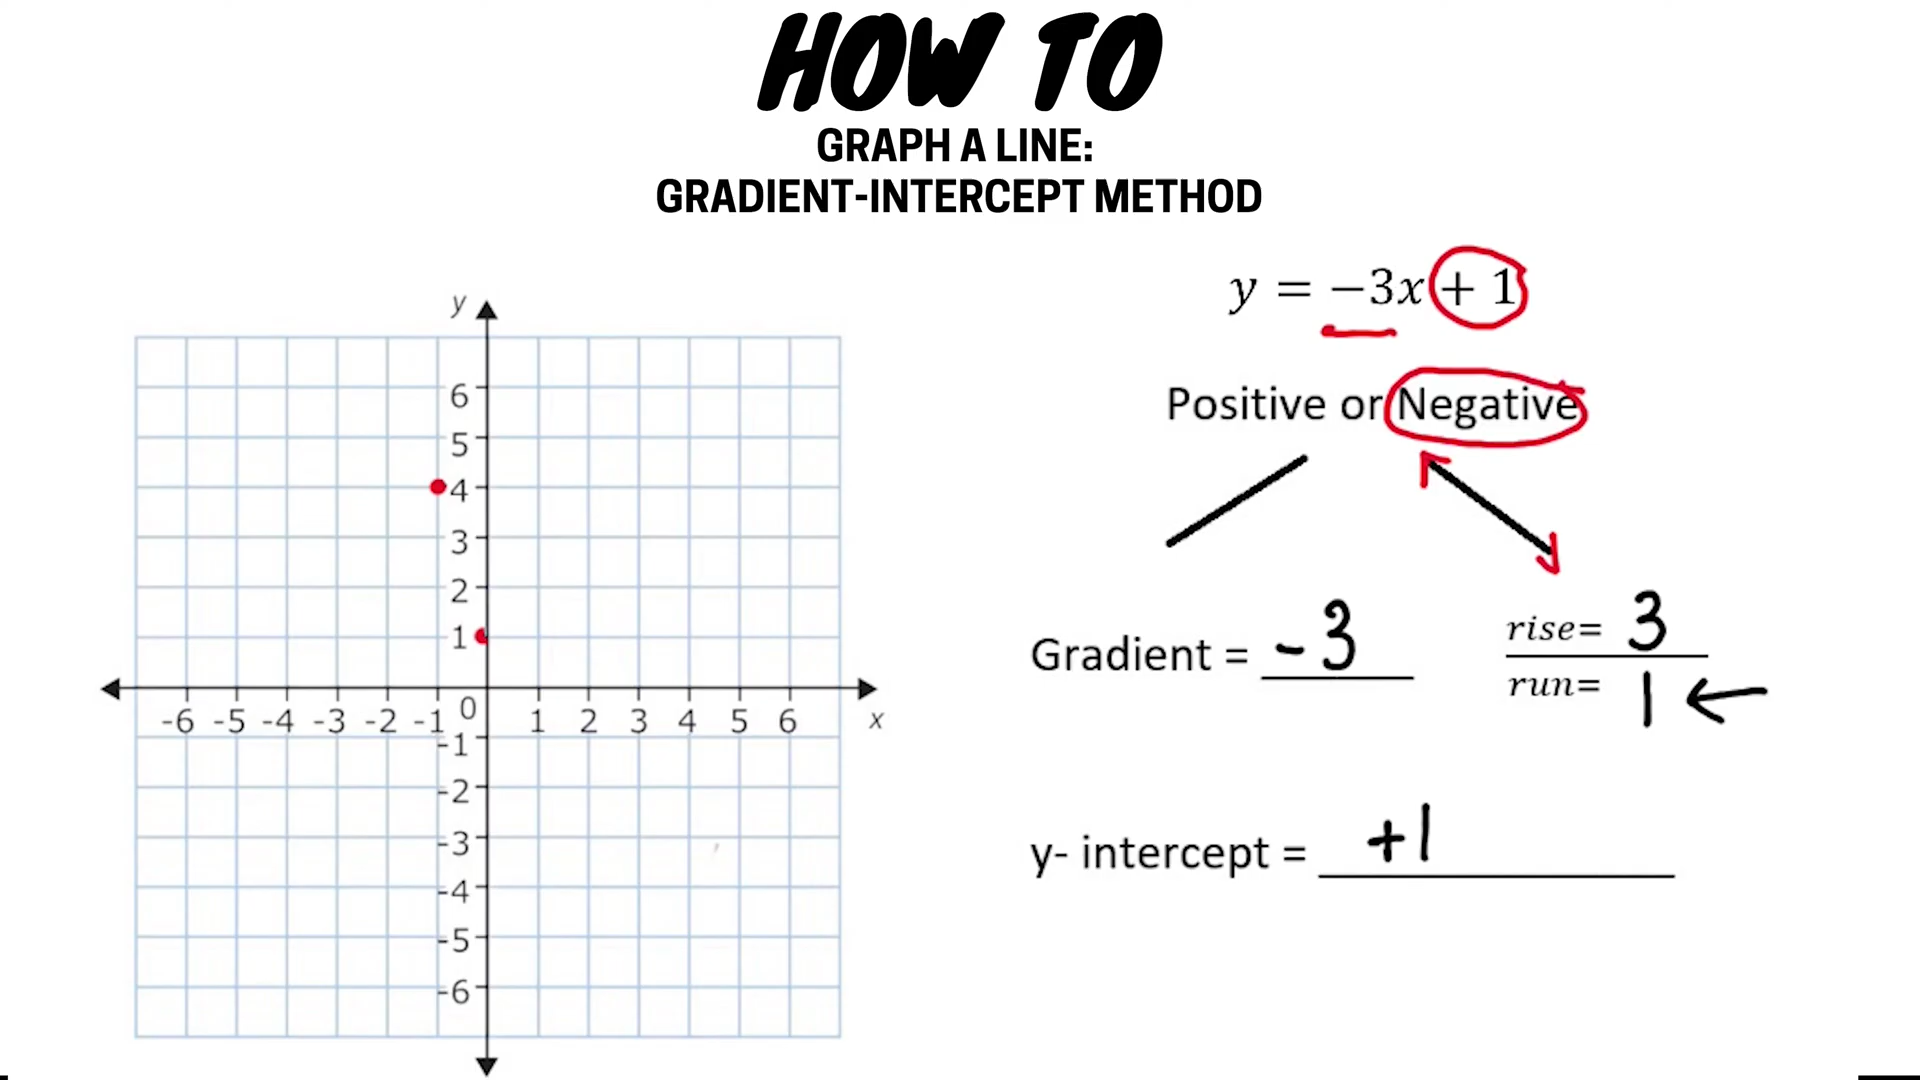 HOW TO
GRAPH A LINE:
GRADIENT-INTERCEPT METHOD
y = −3x + 1
Positive or Negative
Gradient = -3
rise= 3
run= 1
y- intercept = +1
y
6
5
4
3
2
1
-6 -5 -4 -3 -2 -1 0 1 2 3 4 5 6 x
-1
-2
-3
-4
-5
-6